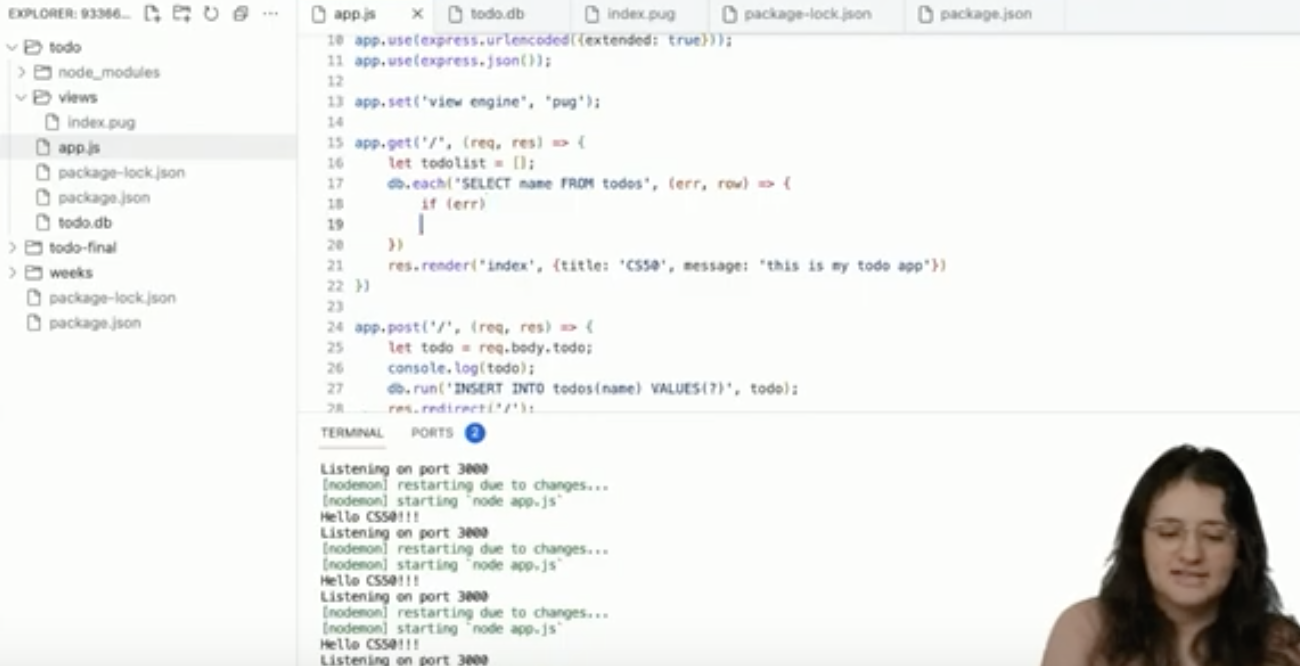 EXPLORER: 93366...
todo
node_modules
views
index.pug
app.js
package-lock.json
package.json
todo.db
todo-final
weeks
package-lock.json
package.json
app.js
todo.db
index.pug
package-lock.json
package.json
10 app.use(express.urlencoded({extended: true}));
11 app.use(express.json());
12
13 app.set('view engine', 'pug');
14
15 app.get('/', (req, res) => {
16 let todolist = [];
17 db.each('SELECT name FROM todos', (err, row) => {
18 if (err)
19
20 })
21 res.render('index', {title: 'CS50', message: 'this is my todo app'})
22 })
23
24 app.post('/', (req, res) => {
25 let todo = req.body.todo;
26 console.log(todo);
27 db.run('INSERT INTO todos(name) VALUES(?)', todo);
28 res.redirect('/');
TERMINAL PORTS 2
Listening on port 3000
[nodemon] restarting due to changes...
[nodemon] starting `node app.js`
Hello CS50!!!
Listening on port 3000
[nodemon] restarting due to changes...
[nodemon] starting `node app.js`
Hello CS50!!!
Listening on port 3000
[nodemon] restarting due to changes...
[nodemon] starting `node app.js`
Hello CS50!!!
Listening on port 3000